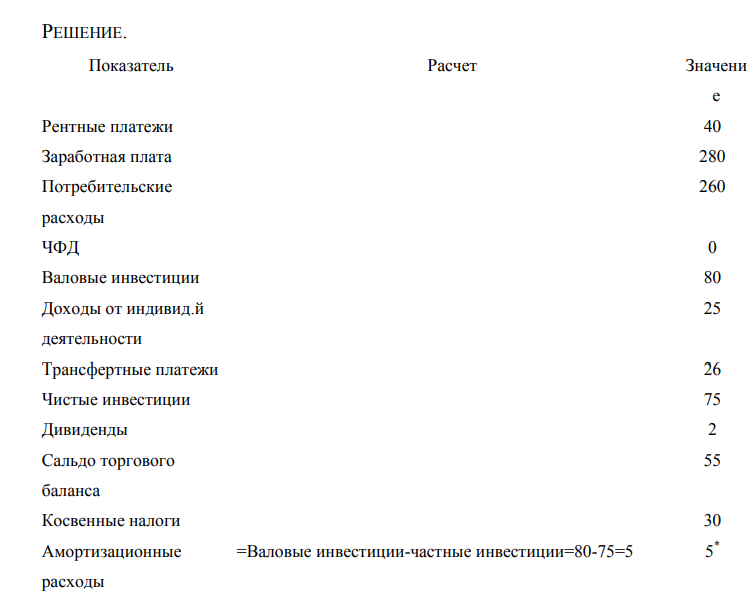 РЕШЕНИЕ.
Показатель Расчет Значени
е
Рентные платежи 40
Заработная плата 280
Потребительские 260
расходы
ЧФД 0
Валовые инвестиции 80
Доходы от индивид.й 25
деятельности
Трансфертные платежи 26
Чистые инвестиции 75
Дивиденды 2
Сальдо торгового 55
баланса
Косвенные налоги 30
Амортизационные =Валовые инвестиции-частные инвестиции=80-75=5 5*
расходы